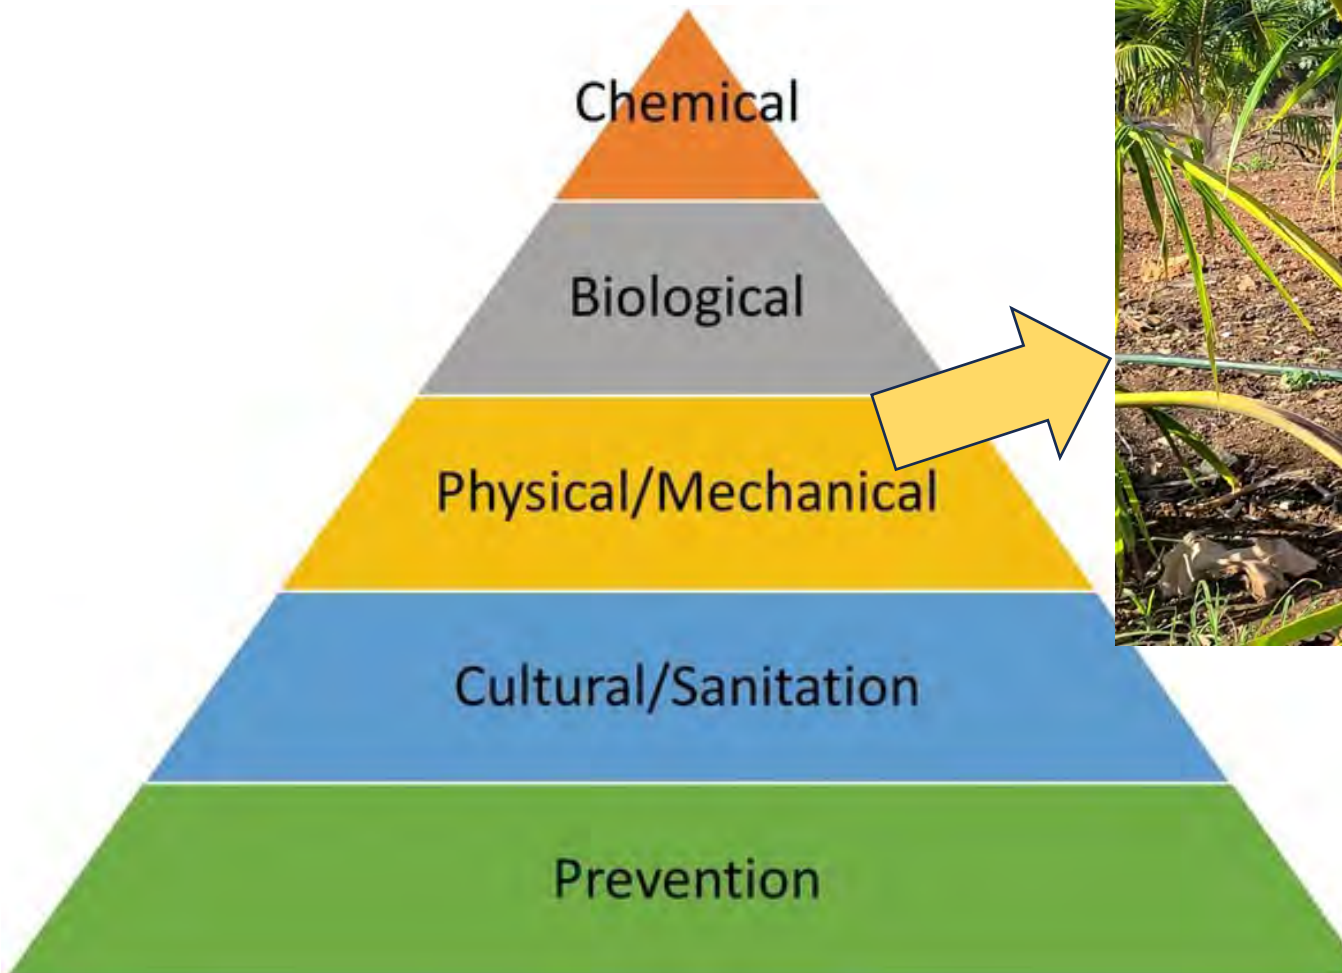 Chemical
Biological
Physical/Mechanical
Cultural/Sanitation
Prevention